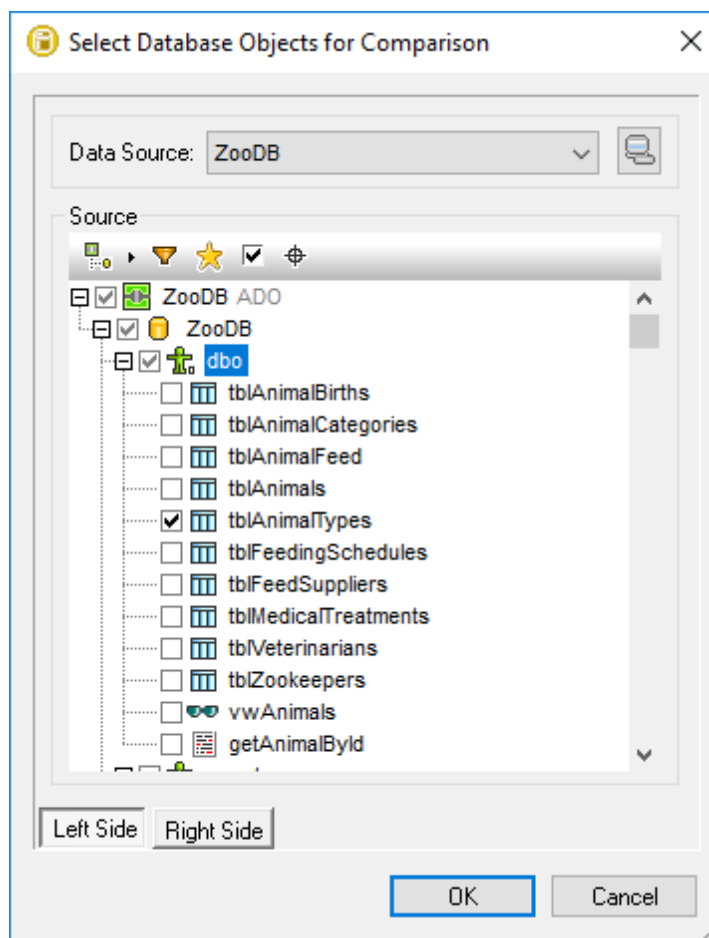 Select Database Objects for Comparison
Data Source: ZooDB
Source
ZooDB ADO
ZooDB
dbo
tblAnimalBirths
tblAnimalCategories
tblAnimalFeed
tblAnimals
tblAnimalTypes
tblFeedingSchedules
tblFeedSuppliers
tblMedicalTreatments
tblVeterinarians
tblZookeepers
vwAnimals
getAnimalById
Left Side Right Side
OK Cancel